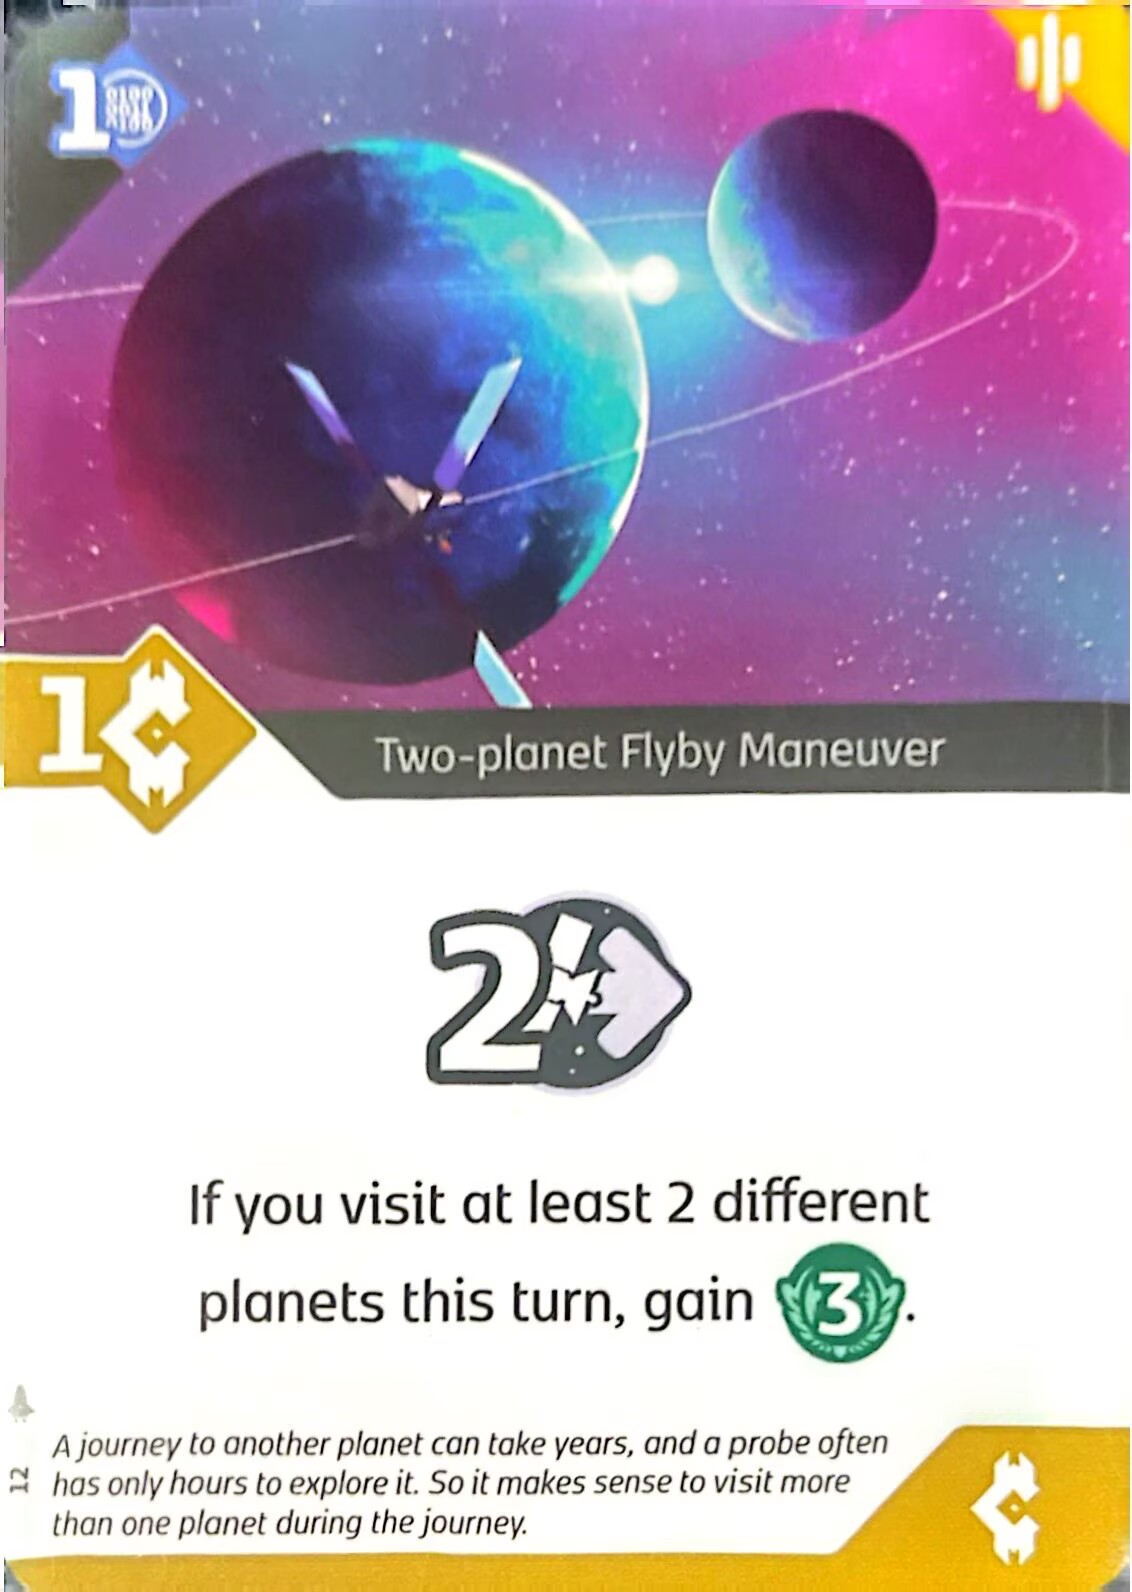 1
1
Two-planet Flyby Maneuver
2
If you visit at least 2 different
planets this turn, gain 3.
A journey to another planet can take years, and a probe often
has only hours to explore it. So it makes sense to visit more
than one planet during the journey.
12